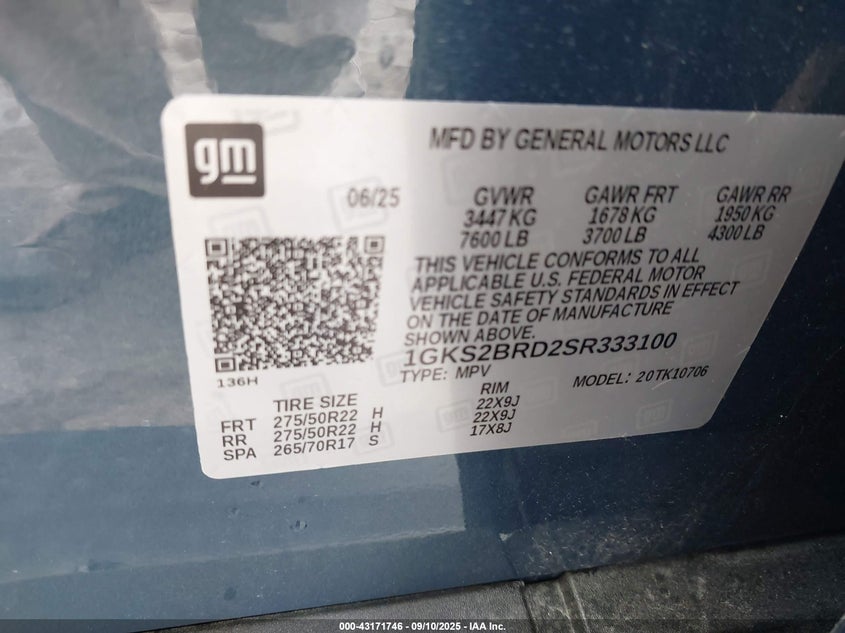 gm
MFD BY GENERAL MOTORS LLC
06/25
GVWR GAWR FRT GAWR RR
3447 KG 1678 KG 1950 KG
7600 LB 3700 LB 4300 LB
THIS VEHICLE CONFORMS TO ALL
APPLICABLE U.S. FEDERAL MOTOR
VEHICLE SAFETY STANDARDS IN EFFECT
ON THE DATE OF MANUFACTURE
SHOWN ABOVE.
1GKS2BRD2SR333100
TYPE: MPV MODEL: 20TK10706
136H
TIRE SIZE RIM
FRT 275/50R22 H 22X9J
RR 275/50R22 H 22X9J
SPA 265/70R17 S 17X8J
000-43171746 - 09/10/2025 - IAA Inc.